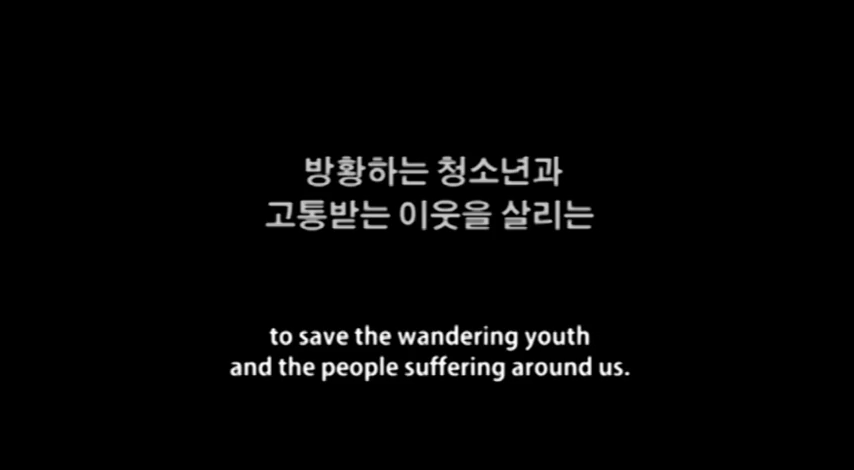 방황하는 청소년과
고통받는 이웃을 살리는
to save the wandering youth
and the people suffering around us.